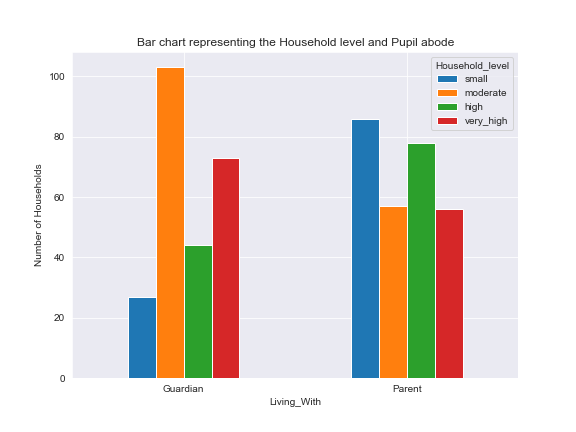 Bar chart representing the Household level and Pupil abode
Household_level
small
moderate
high
very_high
Number of Households
100
80
60
40
20
0
Guardian
Parent
Living_With